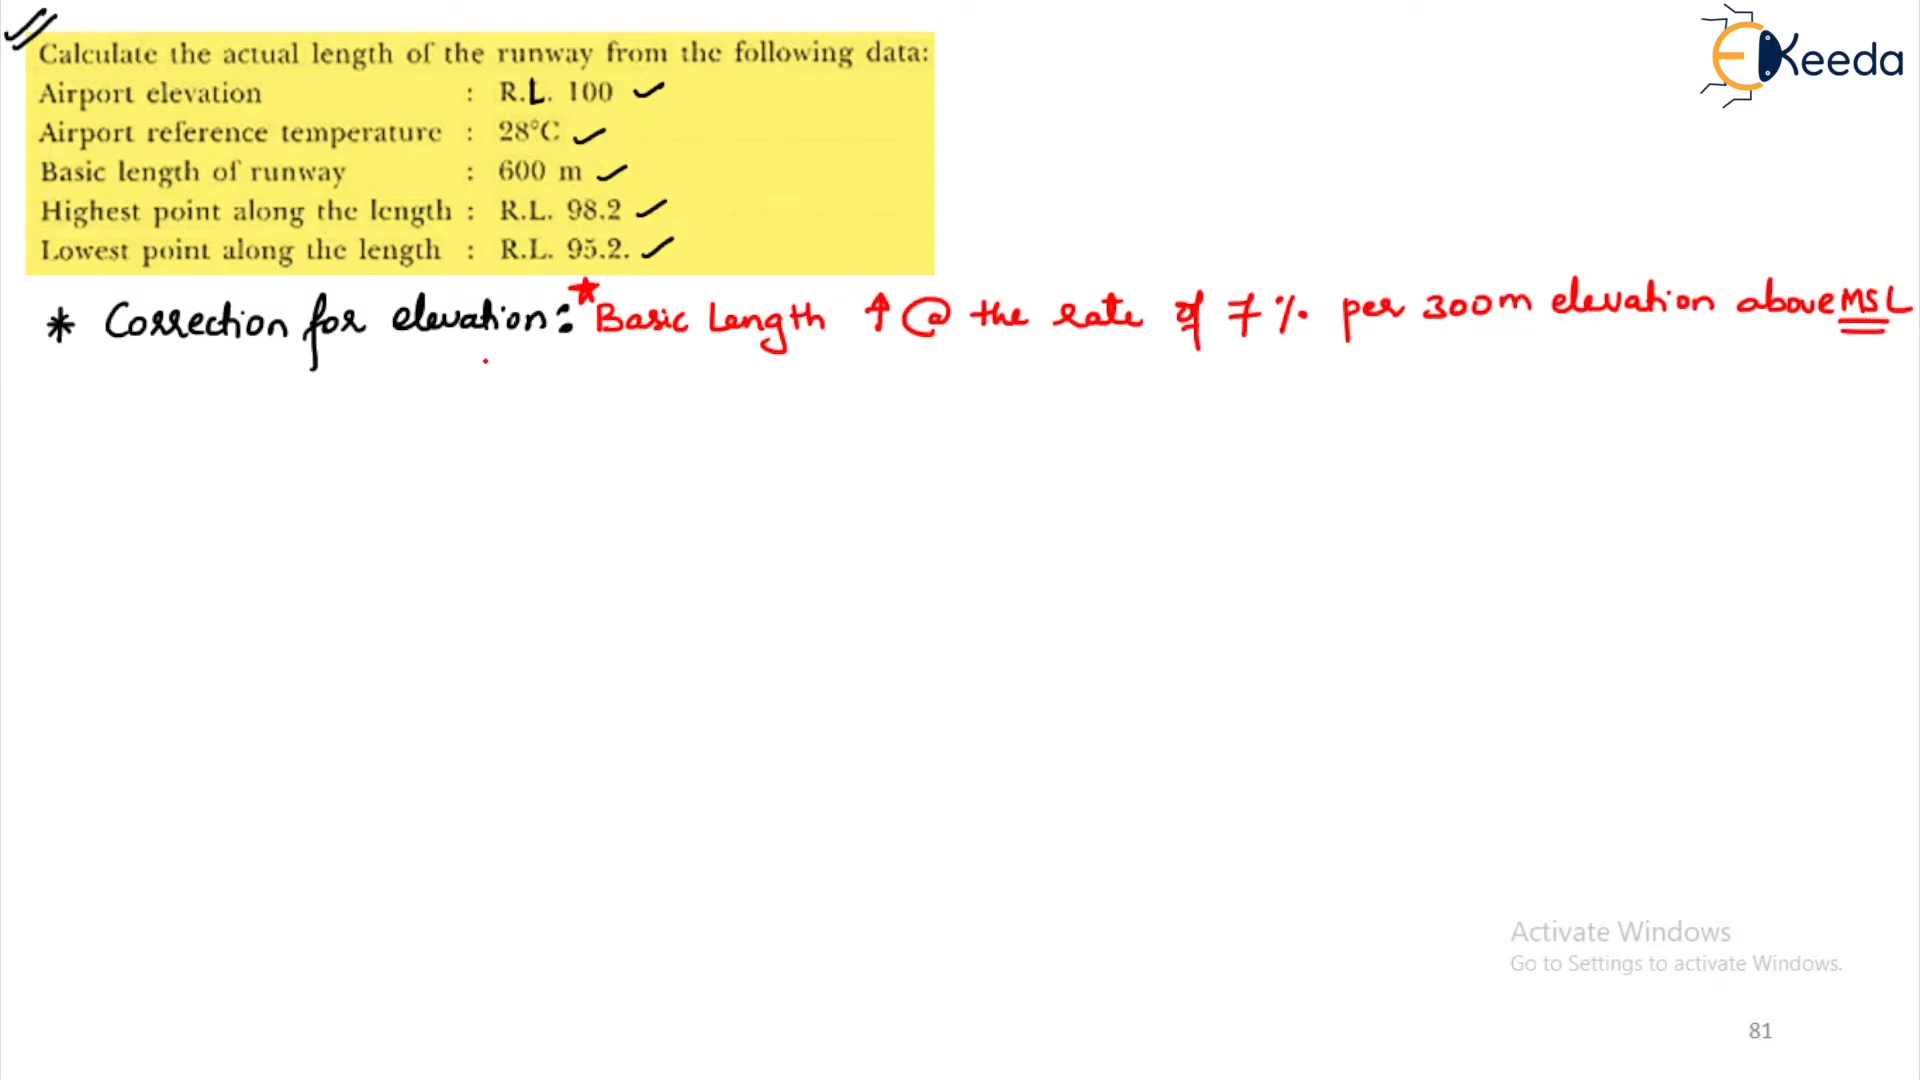 Calculate the actual length of the runway from the following data:
Airport elevation : R.L. 100
Airport reference temperature : 28°C
Basic length of runway : 600 m
Highest point along the length : R.L. 98.2
Lowest point along the length : R.L. 95.2.
* Correction for elevation: *Basic Length ↑ @ the rate of 7% per 300m elevation above MSL
EKeeda
Activate Windows
Go to Settings to activate Windows.
81